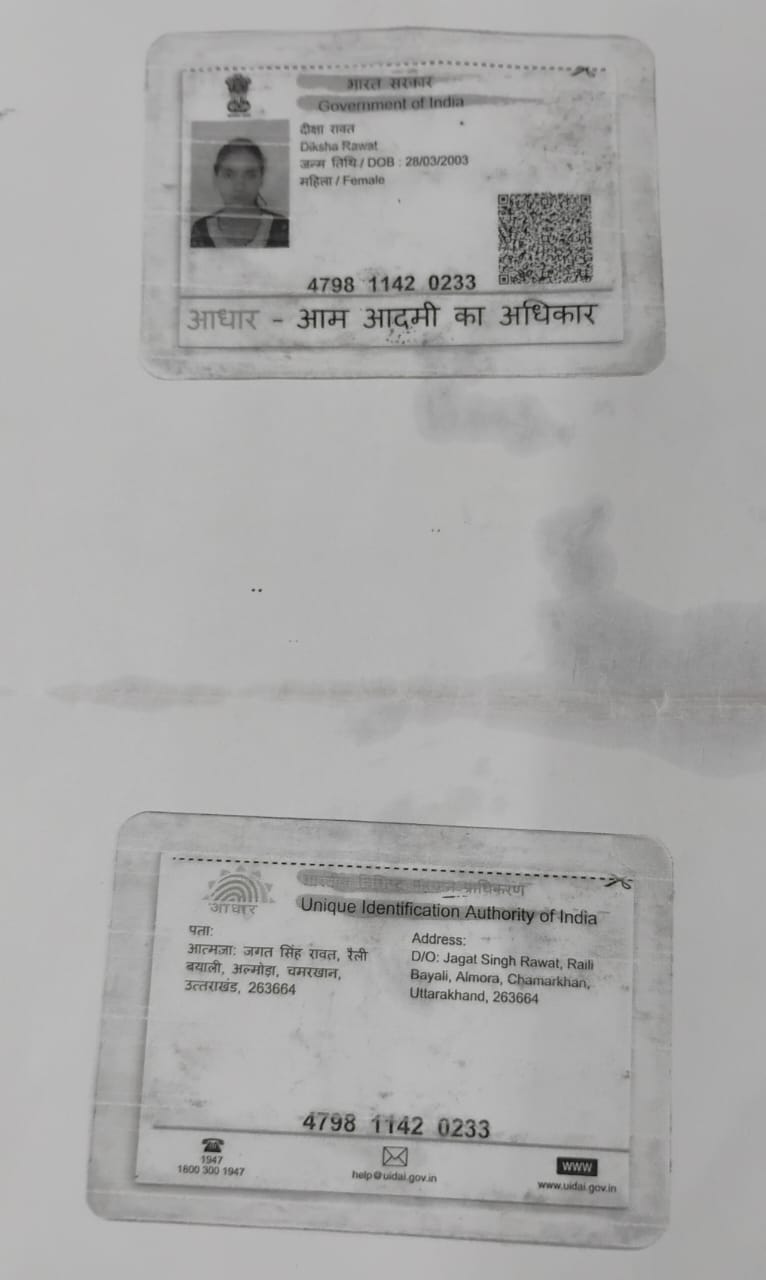 भारत सरकार
Government of India
दीक्षा रावत
Diksha Rawat
जन्म तिथि / DOB : 28/03/2003
महिला / Female
4798 1142 0233
आधार - आम आदमी का अधिकार
आधार
प्राधिकरण
Unique Identification Authority of India
पता:
आत्मजा: जगत सिंह रावत, रैली
बयाली, अल्मोड़ा, चमरखान,
उत्तराखंड, 263664
Address:
D/O: Jagat Singh Rawat, Raili
Bayali, Almora, Chamarkhan,
Uttarakhand, 263664
4798 1142 0233
1947
1800 300 1947
help@uidai.gov.in
WWW
www.uidai.gov.in